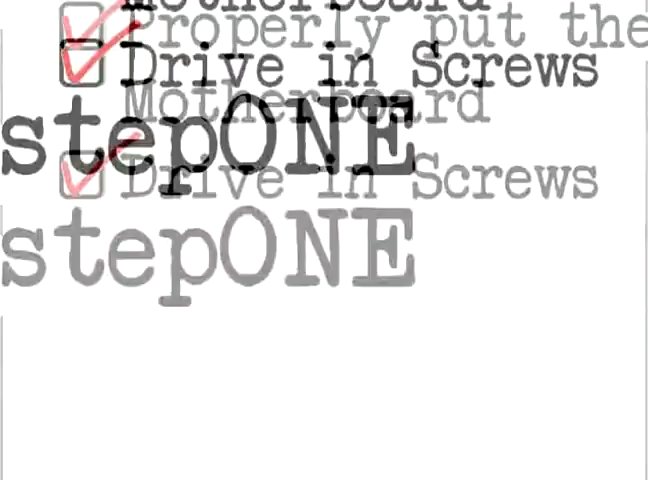 Motherboard
Properly put the
Drive in Screws
Motherboard
stepONE
Drive in Screws
stepONE